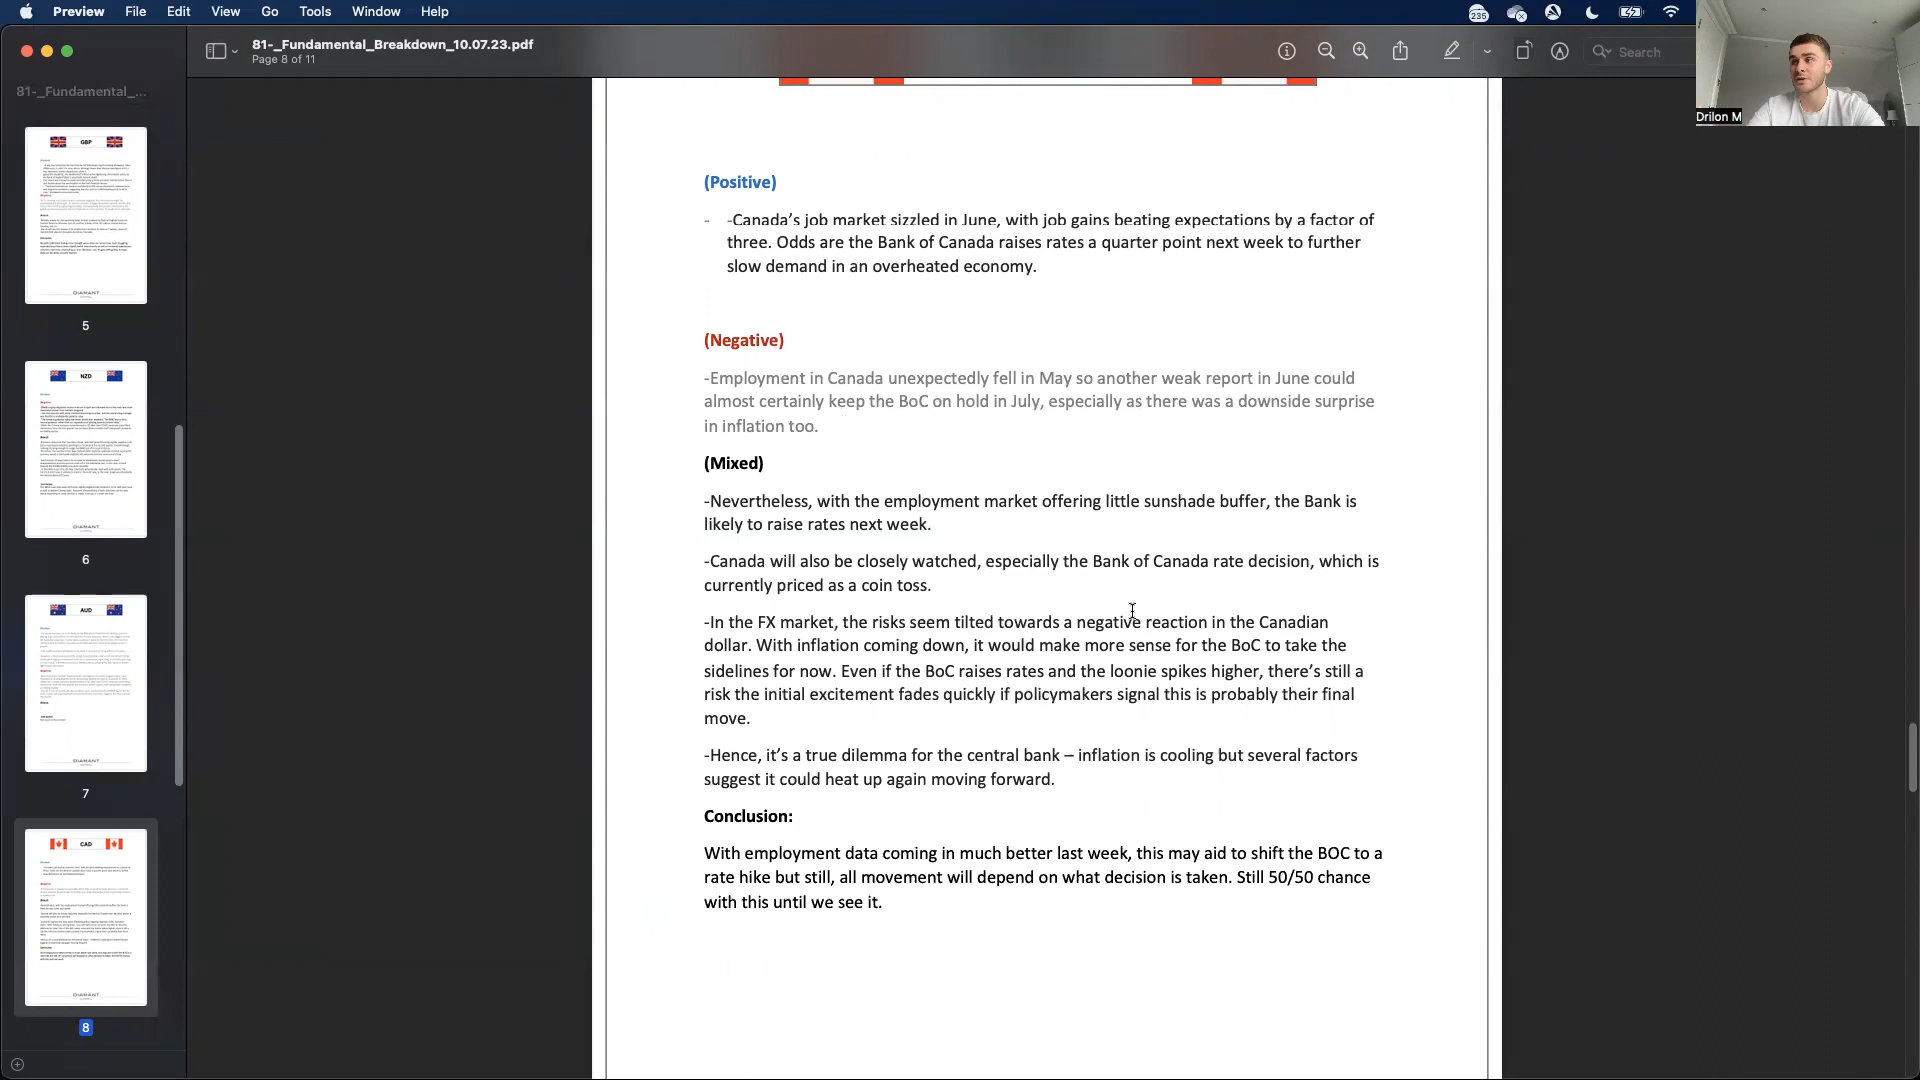 Preview File Edit View Go Tools Window Help
235
81-_Fundamental_Breakdown_10.07.23.pdf
Page 8 of 11
Search
Drilon M
81-_Fundamental_...
GBP
DIAMANT
5
NZD
DIAMANT
6
AUD
DIAMANT
7
CAD
DIAMANT
8
(Positive)
- -Canada’s job market sizzled in June, with job gains beating expectations by a factor of
three. Odds are the Bank of Canada raises rates a quarter point next week to further
slow demand in an overheated economy.
(Negative)
-Employment in Canada unexpectedly fell in May so another weak report in June could
almost certainly keep the BoC on hold in July, especially as there was a downside surprise
in inflation too.
(Mixed)
-Nevertheless, with the employment market offering little sunshade buffer, the Bank is
likely to raise rates next week.
-Canada will also be closely watched, especially the Bank of Canada rate decision, which is
currently priced as a coin toss.
-In the FX market, the risks seem tilted towards a negative reaction in the Canadian
dollar. With inflation coming down, it would make more sense for the BoC to take the
sidelines for now. Even if the BoC raises rates and the loonie spikes higher, there’s still a
risk the initial excitement fades quickly if policymakers signal this is probably their final
move.
-Hence, it’s a true dilemma for the central bank – inflation is cooling but several factors
suggest it could heat up again moving forward.
Conclusion:
With employment data coming in much better last week, this may aid to shift the BOC to a
rate hike but still, all movement will depend on what decision is taken. Still 50/50 chance
with this until we see it.